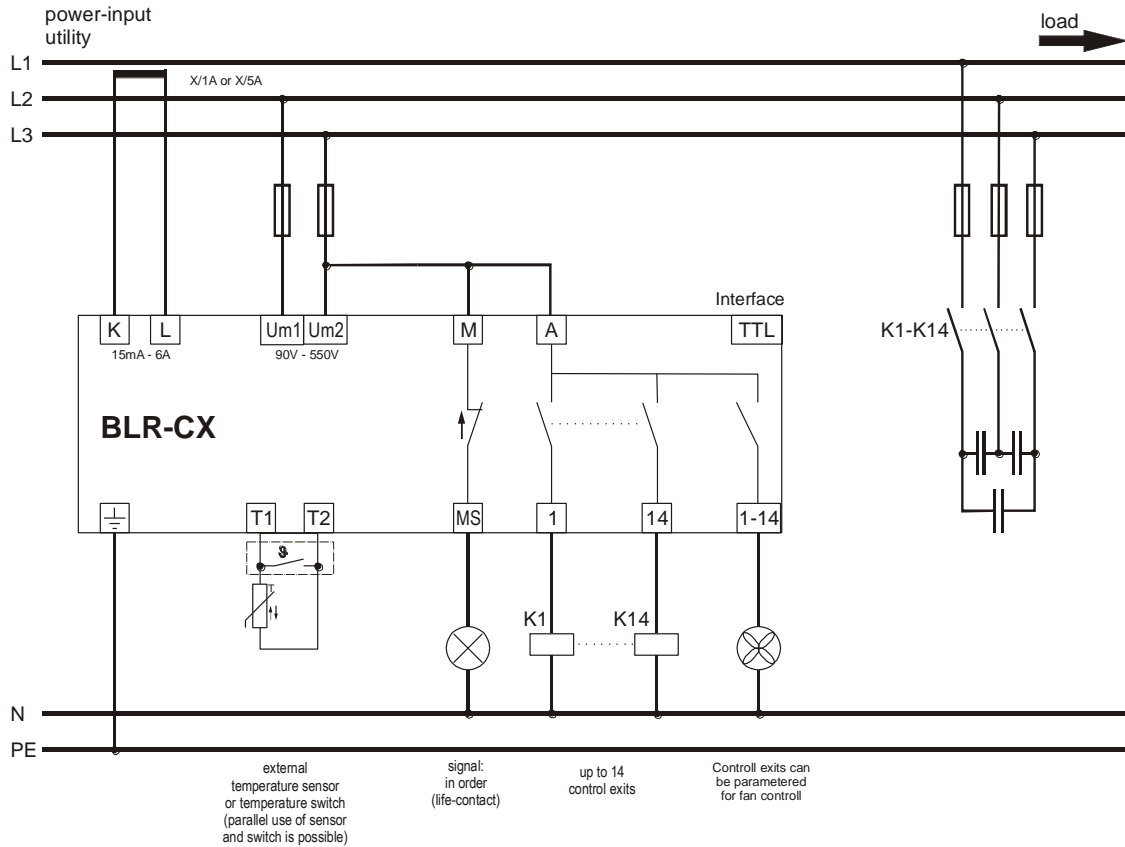 power-input
utility
load
L1
X/1A or X/5A
L2
L3
Interface
K
L
Um1
Um2
M
A
TTL
15mA - 6A
90V - 550V
K1-K14
BLR-CX
T1
T2
MS
1
14
1-14
T
K1
K14
N
PE
external
temperature sensor
or temperature switch
(parallel use of sensor
and switch is possible)
signal:
in order
(life-contact)
up to 14
control exits
Controll exits can
be parametered
for fan controll